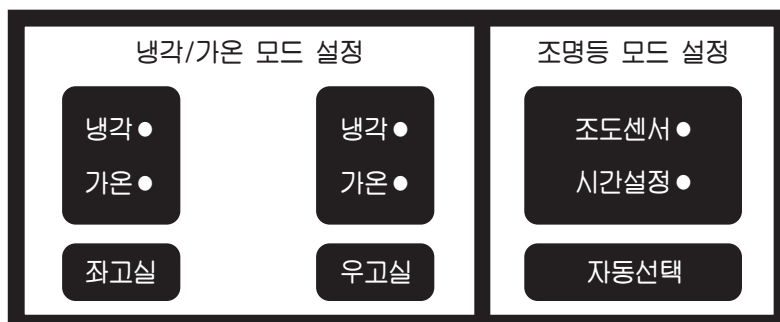 냉각/가온 모드 설정
냉각
가온
좌고실
냉각
가온
우고실
조명등 모드 설정
조도센서
시간설정
자동선택